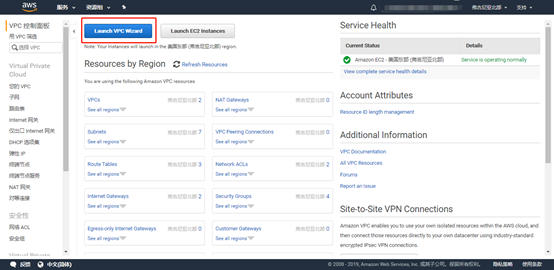 aws
服务
资源组
弗吉尼亚北部
支持
VPC 控制面板
用 VPC 筛选
选择 VPC
Virtual Private
Cloud
您的 VPC
子网
路由表
Internet 网关
仅出口 Internet 网关
DHCP 选项集
弹性 IP
终端节点
终端节点服务
NAT 网关
对等连接
安全性
网络 ACL
安全组
Virtual Private
Launch VPC Wizard
Launch EC2 Instances
Note: Your Instances will launch in the 美国东部 (弗吉尼亚北部) region.
Resources by Region
Refresh Resources
You are using the following Amazon VPC resources
VPCs
弗吉尼亚北部 2
See all regions
NAT Gateways
弗吉尼亚北部 0
See all regions
Subnets
弗吉尼亚北部 7
See all regions
VPC Peering Connections
弗吉尼亚北部 0
See all regions
Route Tables
弗吉尼亚北部 3
See all regions
Network ACLs
弗吉尼亚北部 2
See all regions
Internet Gateways
弗吉尼亚北部 2
See all regions
Security Groups
弗吉尼亚北部 4
See all regions
Egress-only Internet Gateways
弗吉尼亚北部 0
Customer Gateways
弗吉尼亚北部 0
Service Health
Current Status
Details
Amazon EC2 - 美国东部 (弗吉尼亚北部)
Service is operating normally
View complete service health details
Account Attributes
Resource ID length management
Additional Information
VPC Documentation
All VPC Resources
Forums
Report an Issue
Site-to-Site VPN Connections
Amazon VPC enables you to use your own isolated resources within the AWS cloud, and
then connect those resources directly to your own datacenter using industry-standard
encrypted IPsec VPN connections.
反馈
中文(简体)
© 2008 - 2019, Amazon Web Services, Inc. 或其子公司。保留所有权利。
隐私策略
使用条款